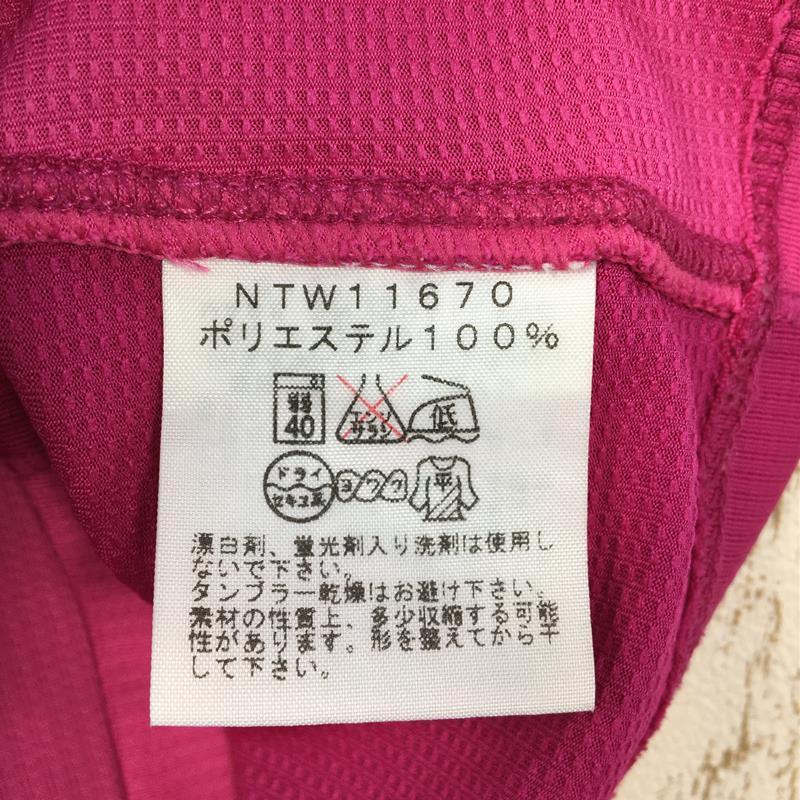 NTW11670
ポリエステル100%
弱
40
エンソ
サラシ
低
ドライ
セキユ系
ヨワク
平
漂白剤、蛍光剤入り洗剤は使用し
ないで下さい。
タンブラー乾燥はお避け下さい。
素材の性質上、多少収縮する可能
性があります。形を整えてから干
して下さい。